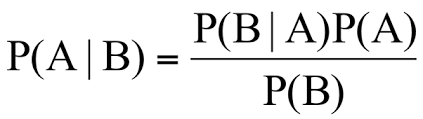 P(A | B) = P(B | A)P(A)
P(B)